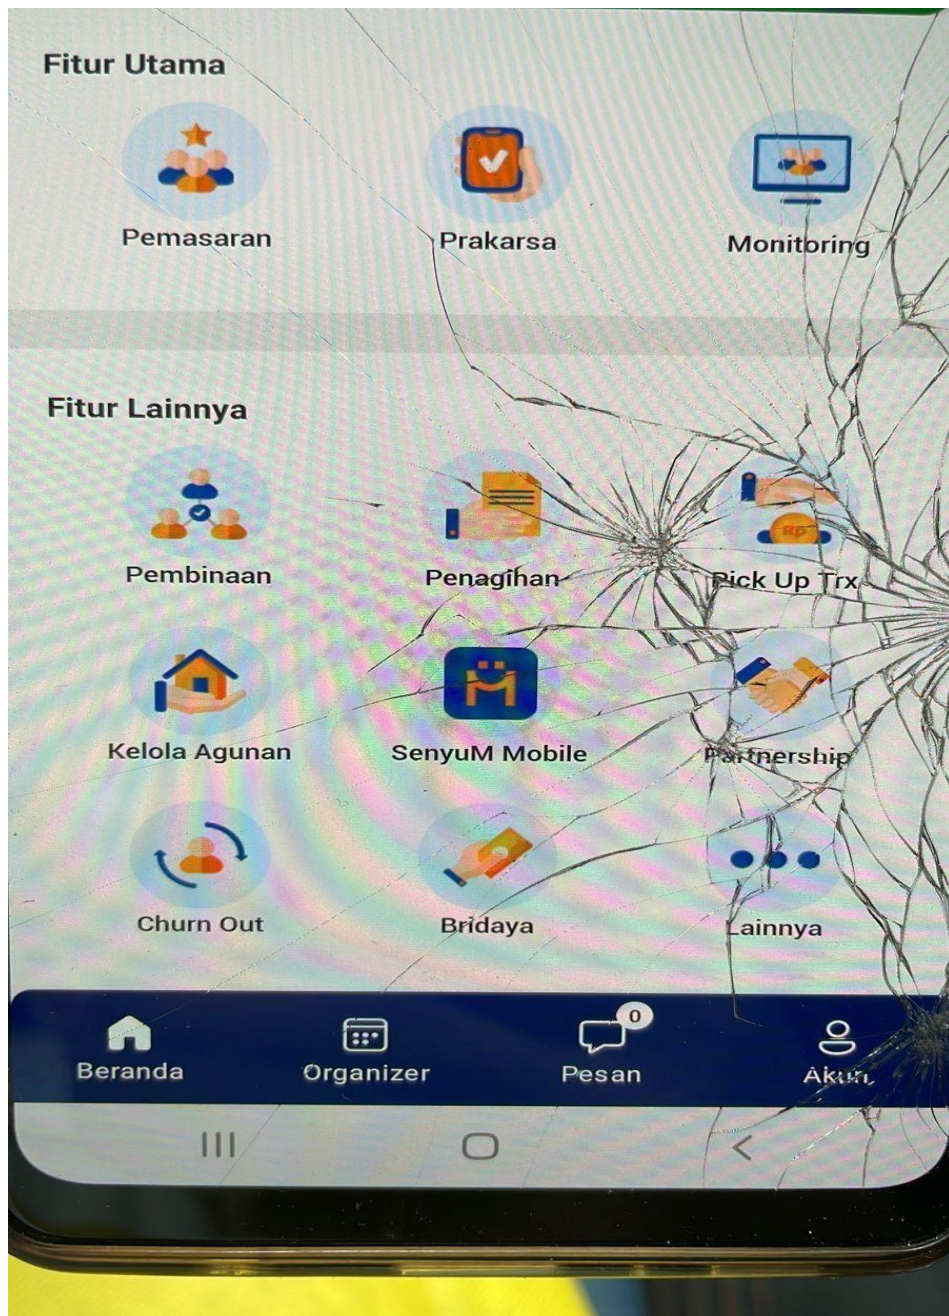 Fitur Utama
Pemasaran Prakarsa Monitoring
Fitur Lainnya
Rp
Pembinaan Penagihan Pick Up Trx
Kelola Agunan SenyuM Mobile Partnership
Churn Out Bridaya Lainnya
0
Beranda Organizer Pesan Akun